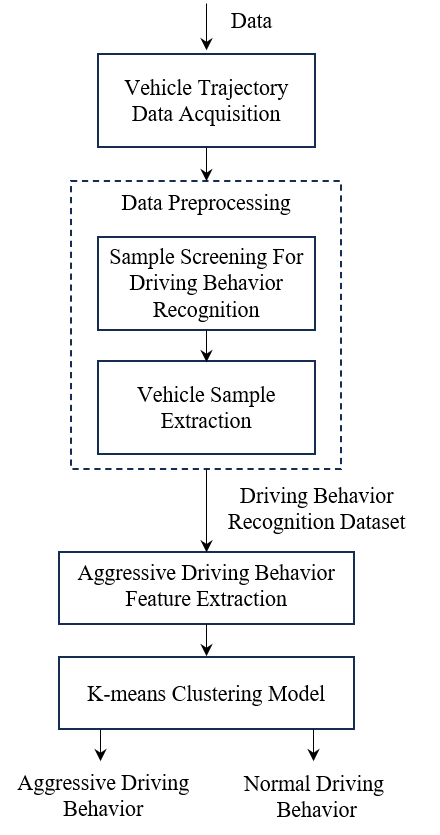 Data
Vehicle Trajectory
Data Acquisition
Data Preprocessing
Sample Screening For
Driving Behavior
Recognition
Vehicle Sample
Extraction
Driving Behavior
Recognition Dataset
Aggressive Driving Behavior
Feature Extraction
K-means Clustering Model
Aggressive Driving
Behavior
Normal Driving
Behavior